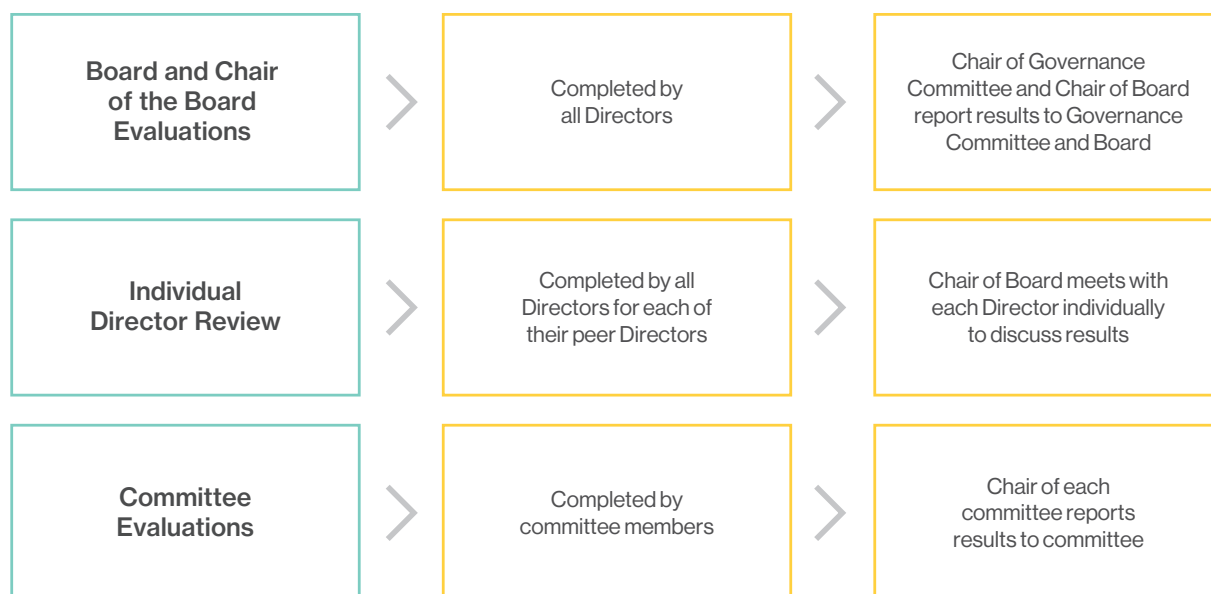 Board and Chair
of the Board
Evaluations
Completed by
all Directors
Chair of Governance
Committee and Chair of Board
report results to Governance
Committee and Board
Individual
Director Review
Completed by all
Directors for each of
their peer Directors
Chair of Board meets with
each Director individually
to discuss results
Committee
Evaluations
Completed by
committee members
Chair of each
committee reports
results to committee